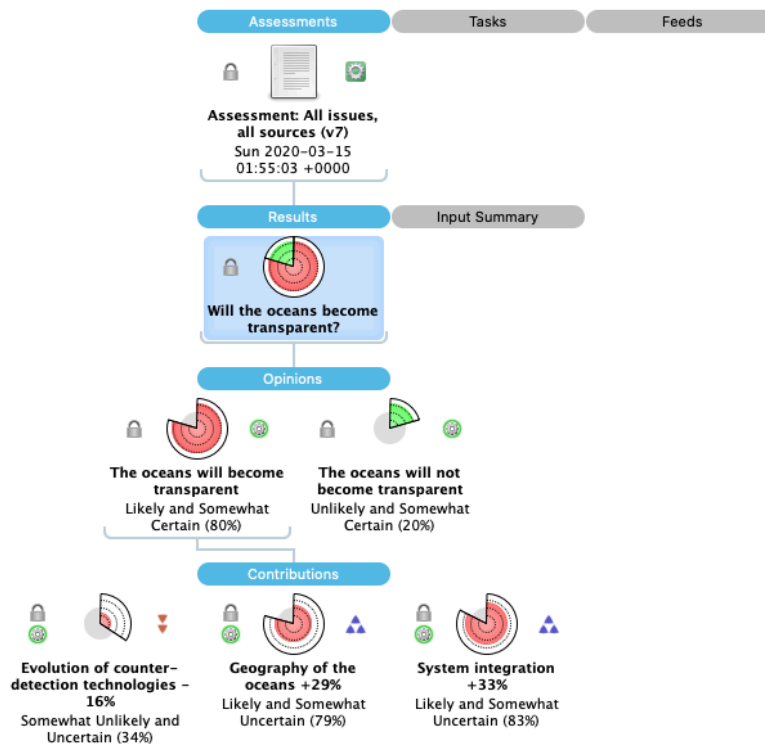 Assessments
Tasks
Feeds
Assessment: All issues,
all sources (v7)
Sun 2020-03-15
01:55:03 +0000
Results
Input Summary
Will the oceans become
transparent?
Opinions
The oceans will become
transparent
Likely and Somewhat
Certain (80%)
The oceans will not
become transparent
Unlikely and Somewhat
Certain (20%)
Contributions
Evolution of counter-
detection technologies –
16%
Somewhat Unlikely and
Uncertain (34%)
Geography of the
oceans +29%
Likely and Somewhat
Uncertain (79%)
System integration
+33%
Likely and Somewhat
Uncertain (83%)